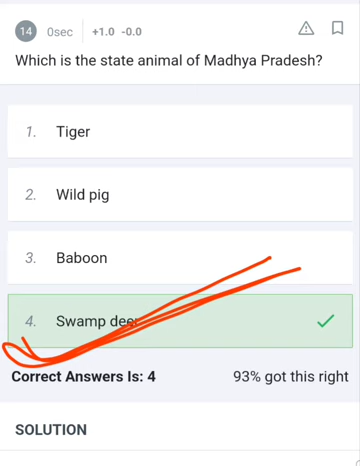 14 0sec +1.0 -0.0
Which is the state animal of Madhya Pradesh?
1. Tiger
2. Wild pig
3. Baboon
4. Swamp deer
Correct Answers Is: 4 93% got this right
SOLUTION